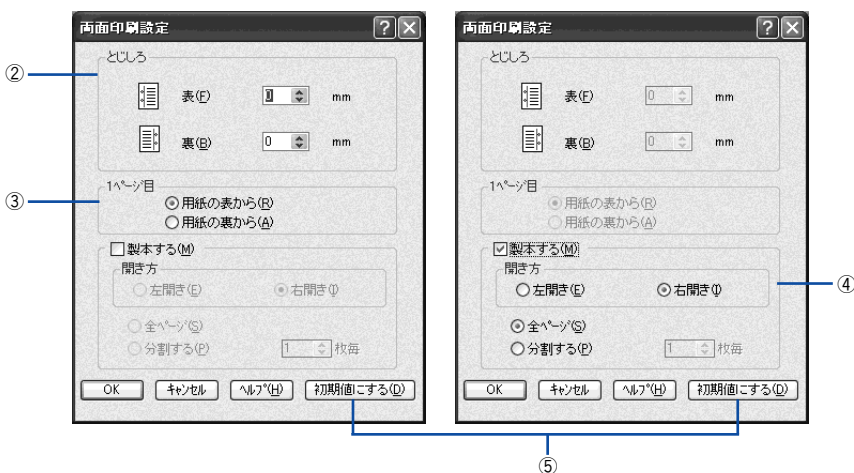 両面印刷設定
とじしろ
②
表(F) 0 mm
裏(B) 0 mm
1ページ目
③
用紙の表から(R)
用紙の裏から(A)
製本する(M)
開き方
左開き(E) 右開き(I)
全ページ(S)
分割する(P) 1 枚毎
OK キャンセル ヘルプ(H) 初期値にする(D)
両面印刷設定
とじしろ
表(F) 0 mm
裏(B) 0 mm
1ページ目
用紙の表から(R)
用紙の裏から(A)
製本する(M)
開き方
左開き(E) 右開き(I)
④
全ページ(S)
分割する(P) 1 枚毎
OK キャンセル ヘルプ(H) 初期値にする(D)
⑤